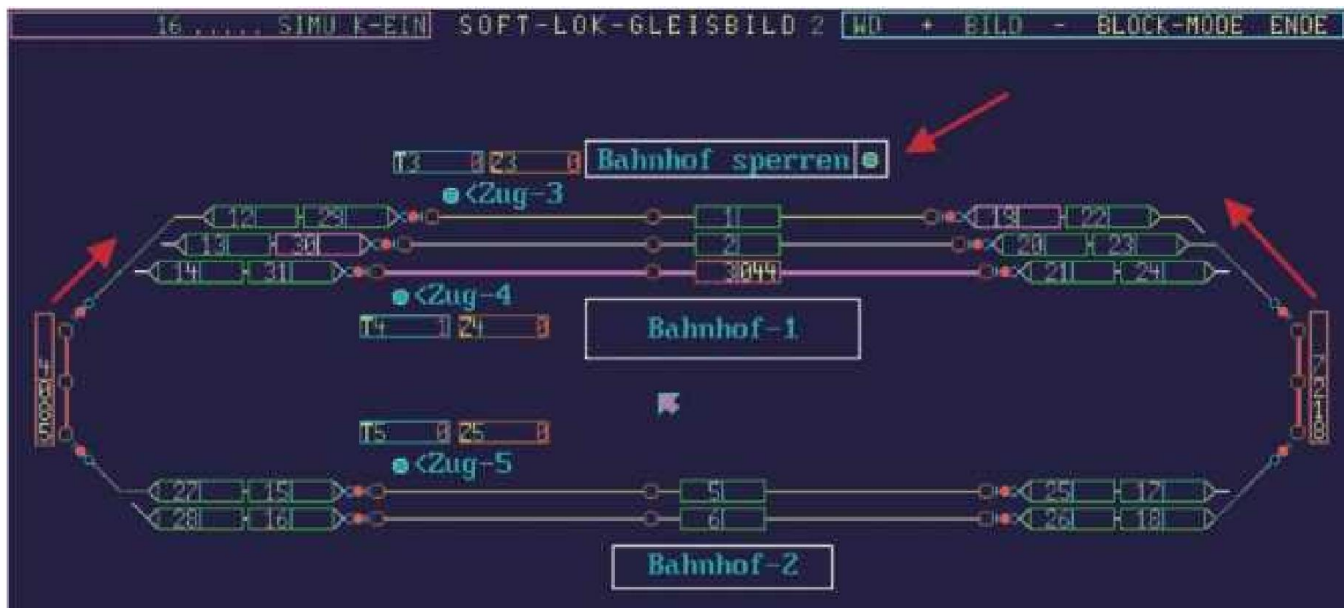 16..... SIMU K-EIN SOFT-LOK-GLEISBILD 2 WD + BILD - BLOCK-MODE ENDE
T3 0 Z3 0 Bahnhof sperren
<Zug-3
12 29 1 19 22
13 30 2 20 23
14 31 3 044 21 24
<Zug-4
T4 1 Z4 0 Bahnhof-1
T5 0 Z5 0
<Zug-5
27 15 5 25 17
28 16 6 26 18
Bahnhof-2